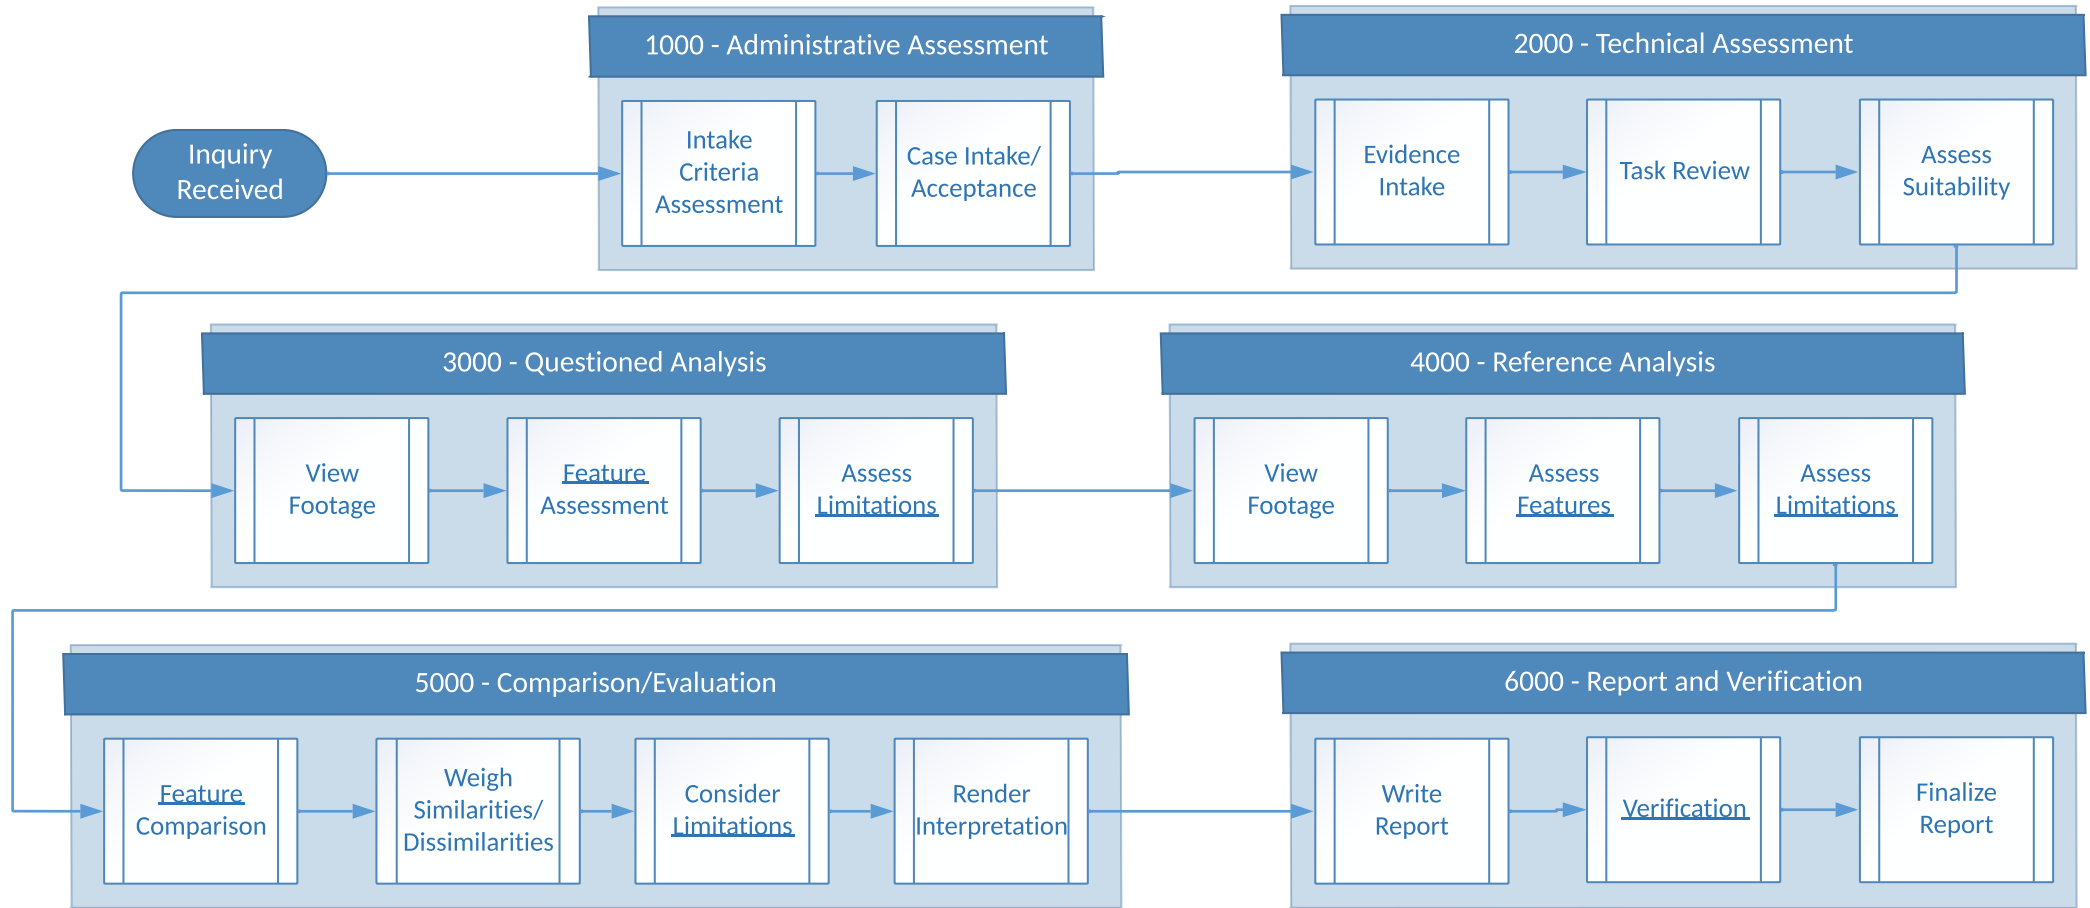 1000 - Administrative Assessment
2000 - Technical Assessment
Inquiry
Received
Intake
Criteria
Assessment
Case Intake/
Acceptance
Evidence
Intake
Task Review
Assess
Suitability
3000 - Questioned Analysis
4000 - Reference Analysis
View
Footage
Feature
Assessment
Assess
Limitations
View
Footage
Assess
Features
Assess
Limitations
5000 - Comparison/Evaluation
6000 - Report and Verification
Feature
Comparison
Weigh
Similarities/
Dissimilarities
Consider
Limitations
Render
Interpretation
Write
Report
Verification
Finalize
Report